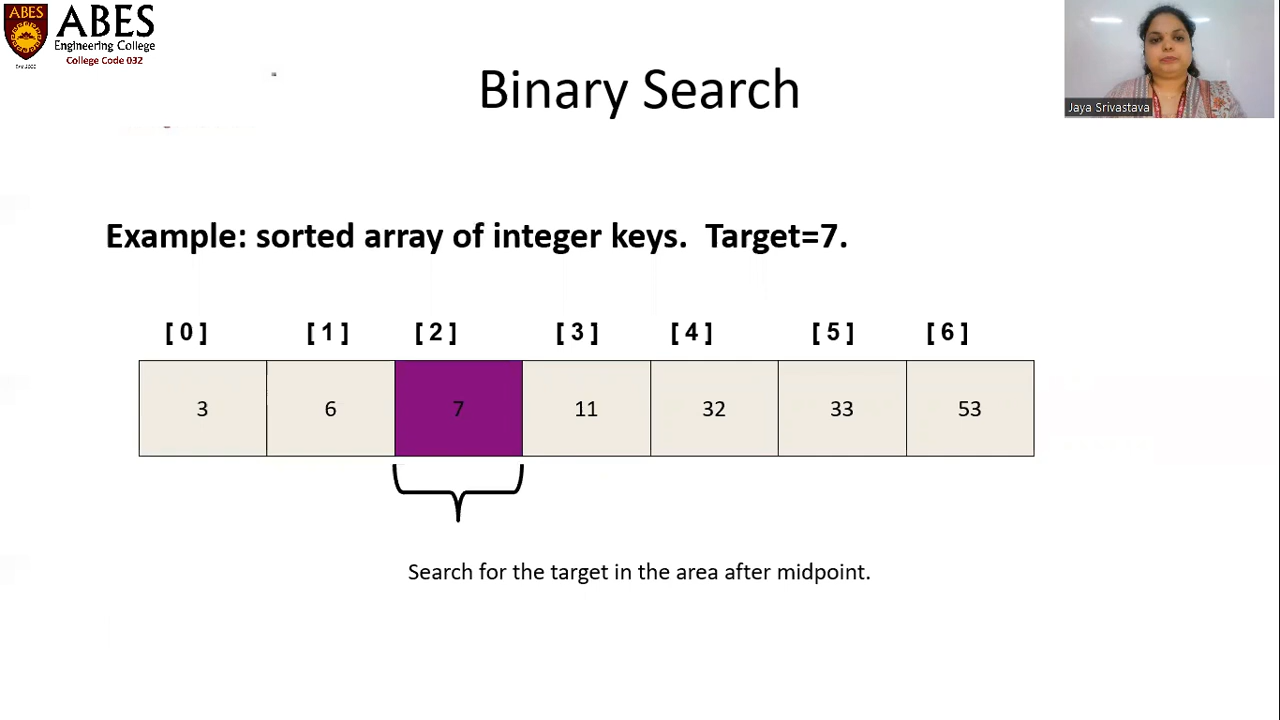 ABES
ABES
Engineering College
College Code 032
Binary Search
Jaya Srivastava
Example: sorted array of integer keys. Target=7.
[ 0 ] [ 1 ] [ 2 ] [ 3 ] [ 4 ] [ 5 ] [ 6 ]
3 6 7 11 32 33 53
Search for the target in the area after midpoint.